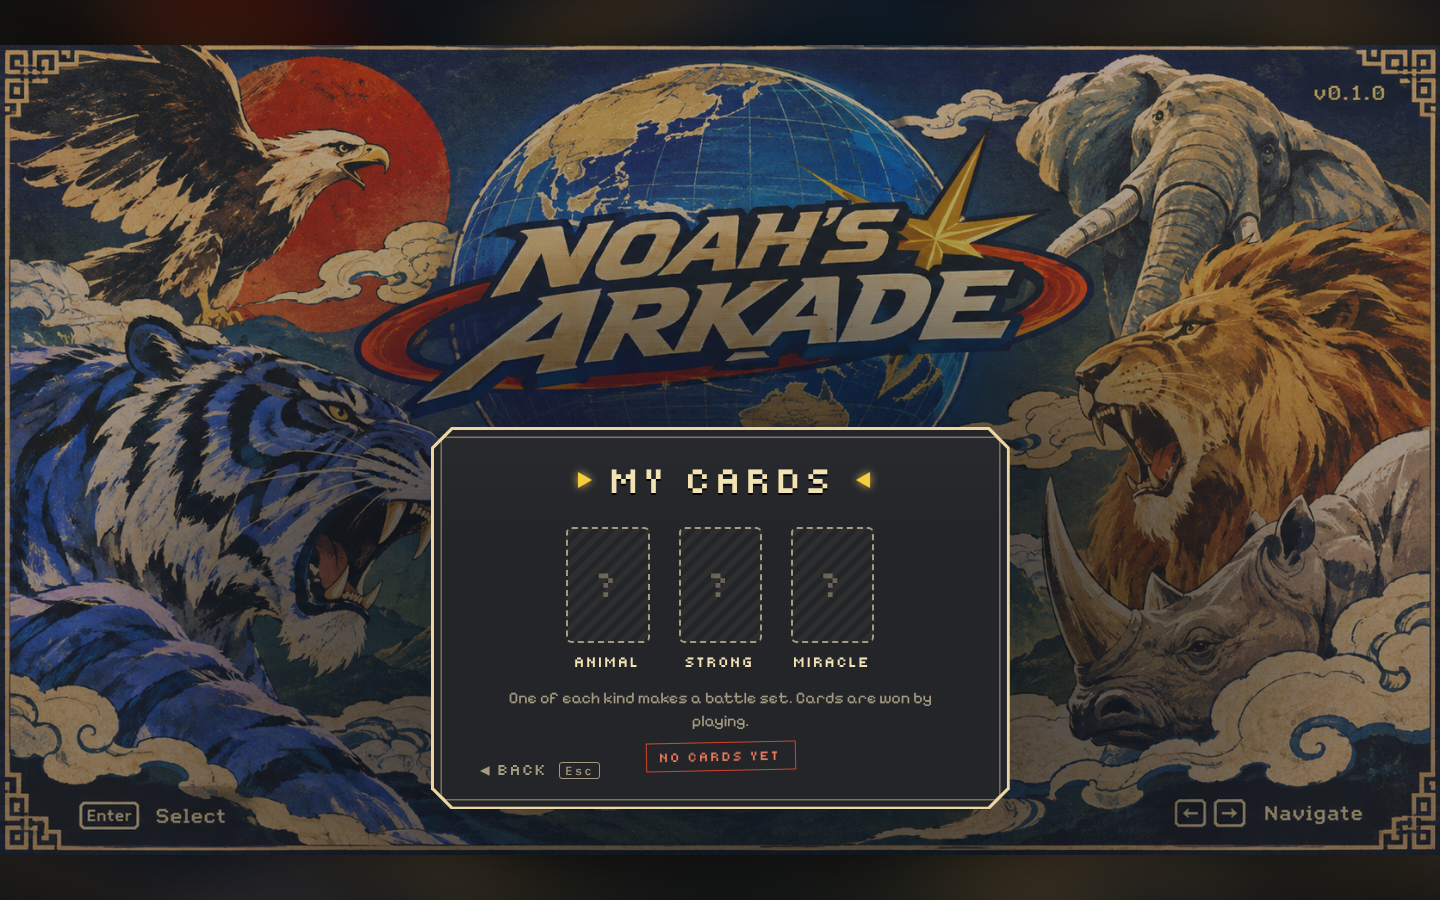 v0.1.0
NOAH'S
ARKADE
MY CARDS
?
?
?
ANIMAL
STRONG
MIRACLE
One of each kind makes a battle set. Cards are won by
playing.
NO CARDS YET
BACK Esc
Enter Select
← → Navigate